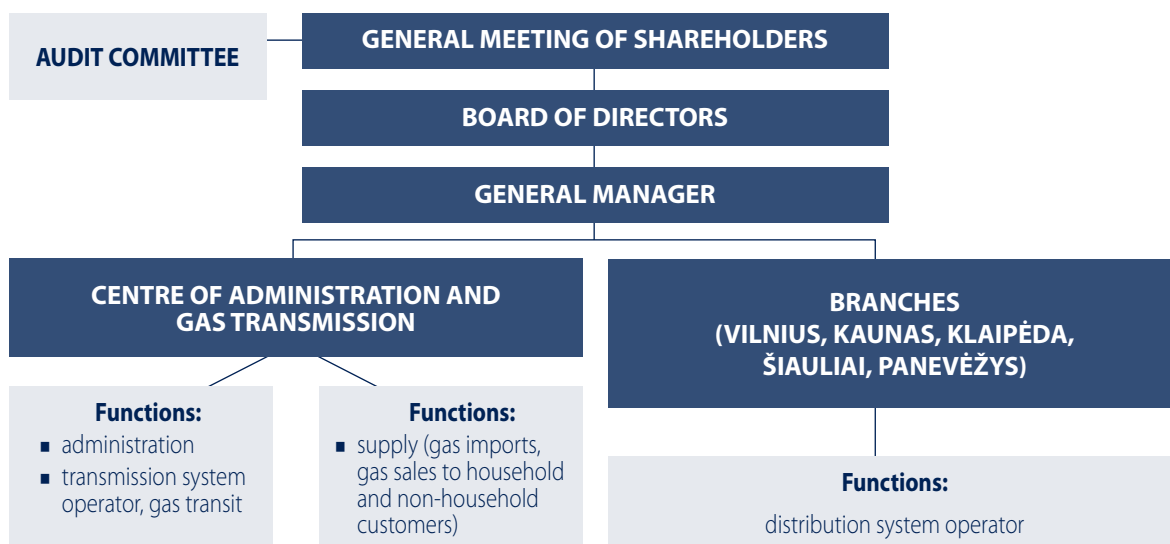 AUDIT COMMITTEE
GENERAL MEETING OF SHAREHOLDERS
BOARD OF DIRECTORS
GENERAL MANAGER
CENTRE OF ADMINISTRATION AND
GAS TRANSMISSION
BRANCHES
(VILNIUS, KAUNAS, KLAIPĖDA,
ŠIAULIAI, PANEVĖŽYS)
Functions:
■ administration
■ transmission system
operator, gas transit
Functions:
■ supply (gas imports,
gas sales to household
and non-household
customers)
Functions:
distribution system operator